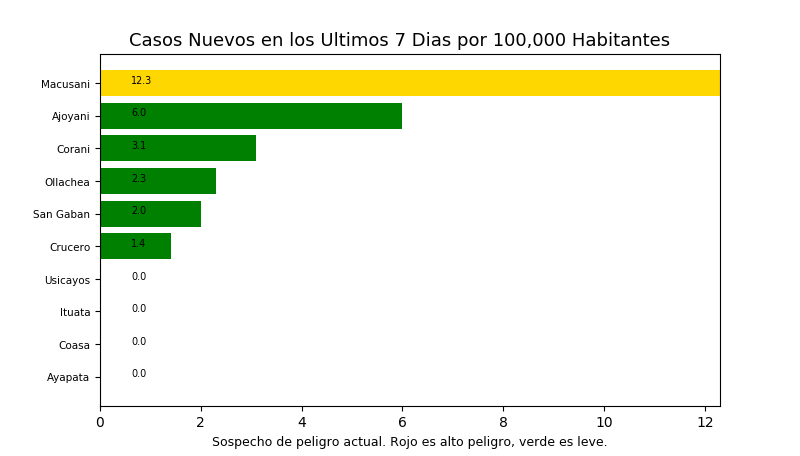 Casos Nuevos en los Ultimos 7 Dias por 100,000 Habitantes
Macusani 12.3
Ajoyani 6.0
Corani 3.1
Ollachea 2.3
San Gaban 2.0
Crucero 1.4
Usicayos 0.0
Ituata 0.0
Coasa 0.0
Ayapata 0.0
0 2 4 6 8 10 12
Sospecho de peligro actual. Rojo es alto peligro, verde es leve.